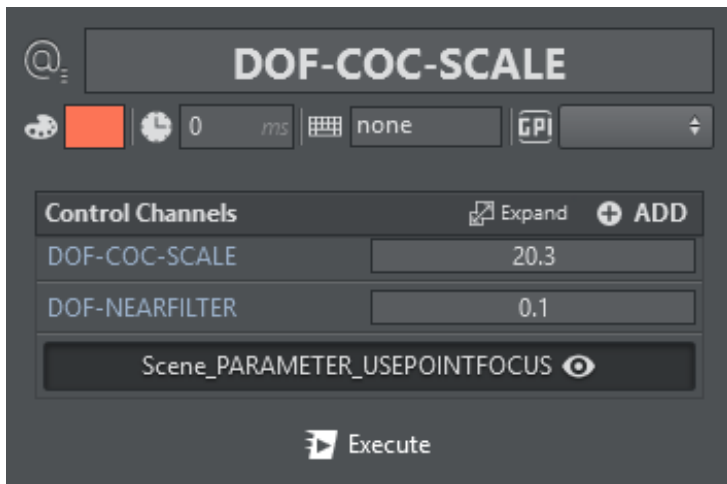 DOF-COC-SCALE
0 ms none GPI
Control Channels Expand ADD
DOF-COC-SCALE 20.3
DOF-NEARFILTER 0.1
Scene_PARAMETER_USEPOINTFOCUS
Execute